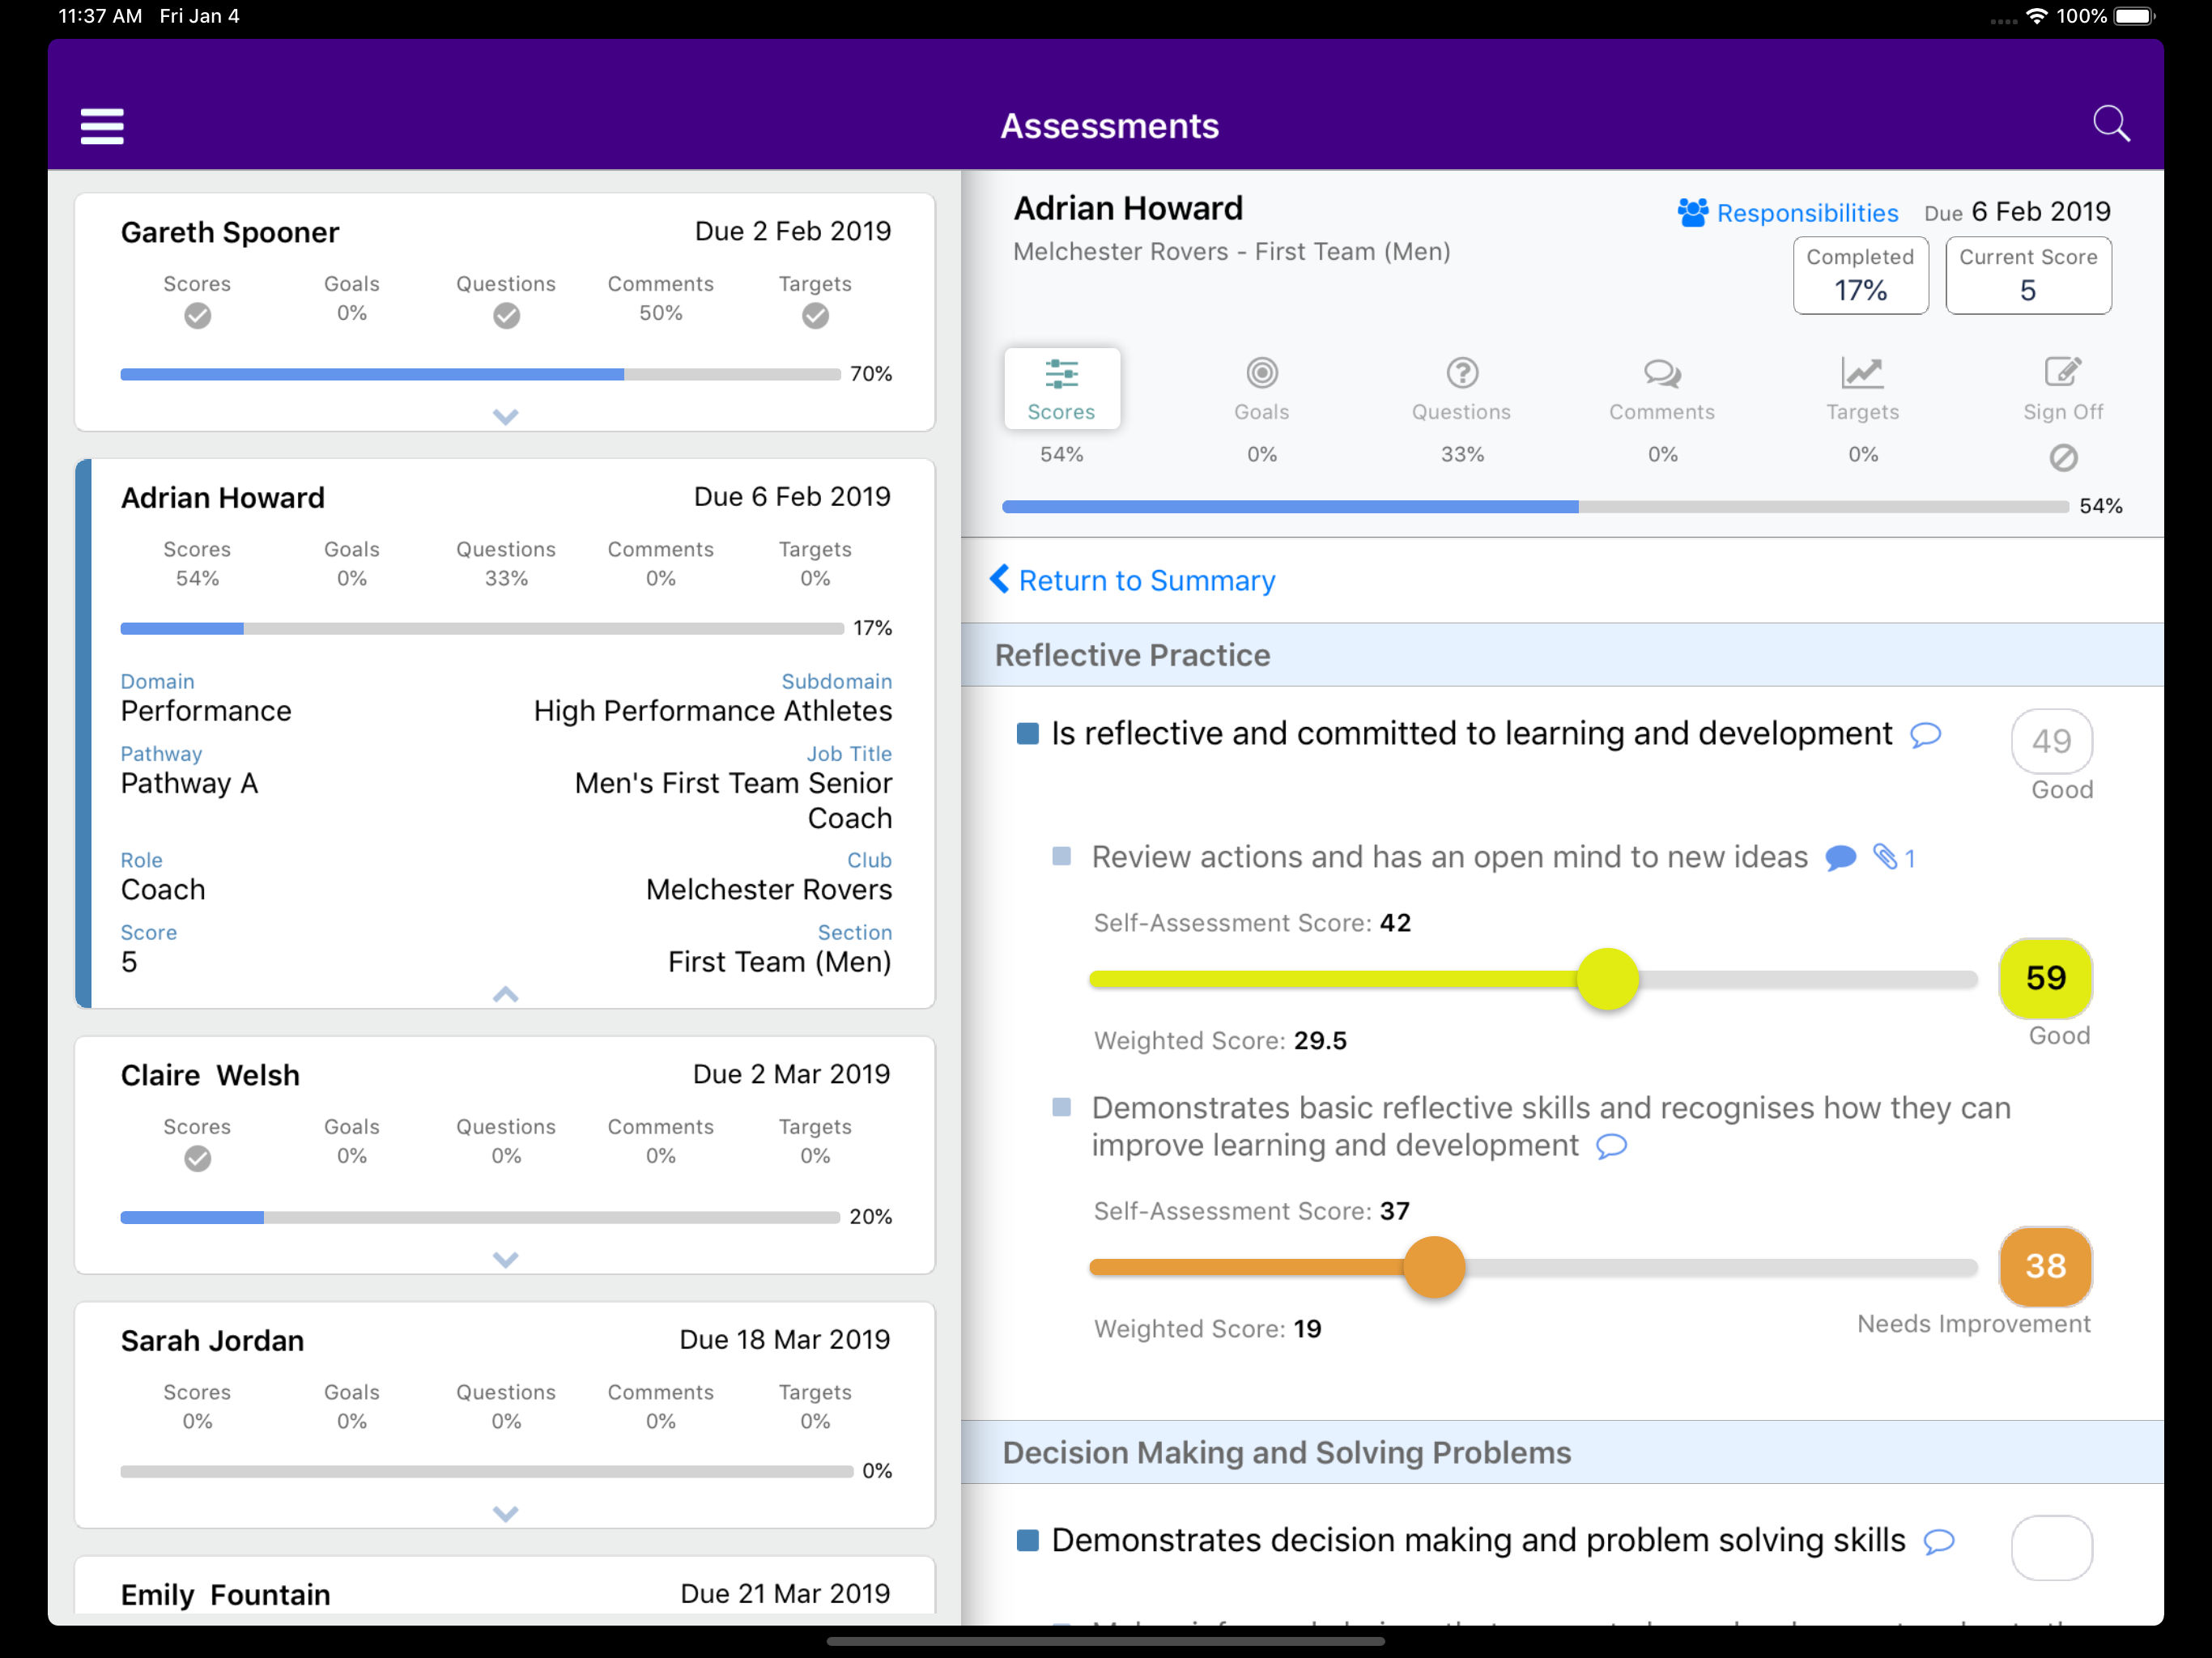 11:37 AM Fri Jan 4
100%
Assessments
Gareth Spooner Due 2 Feb 2019
Scores Goals Questions Comments Targets
0% 50%
70%
Adrian Howard Due 6 Feb 2019
Scores Goals Questions Comments Targets
54% 0% 33% 0% 0%
17%
Domain Subdomain
Performance High Performance Athletes
Pathway Job Title
Pathway A Men's First Team Senior
Coach
Role Club
Coach Melchester Rovers
Score Section
5 First Team (Men)
Claire Welsh Due 2 Mar 2019
Scores Goals Questions Comments Targets
0% 0% 0% 0%
20%
Sarah Jordan Due 18 Mar 2019
Scores Goals Questions Comments Targets
0% 0% 0% 0% 0%
0%
Emily Fountain Due 21 Mar 2019
Adrian Howard
Responsibilities Due 6 Feb 2019
Melchester Rovers - First Team (Men)
Completed Current Score
17% 5
Scores Goals Questions Comments Targets Sign Off
54% 0% 33% 0% 0%
54%
Return to Summary
Reflective Practice
Is reflective and committed to learning and development 49
Good
Review actions and has an open mind to new ideas 1
Self-Assessment Score: 42
59
Good
Weighted Score: 29.5
Demonstrates basic reflective skills and recognises how they can
improve learning and development
Self-Assessment Score: 37
38
Needs Improvement
Weighted Score: 19
Decision Making and Solving Problems
Demonstrates decision making and problem solving skills